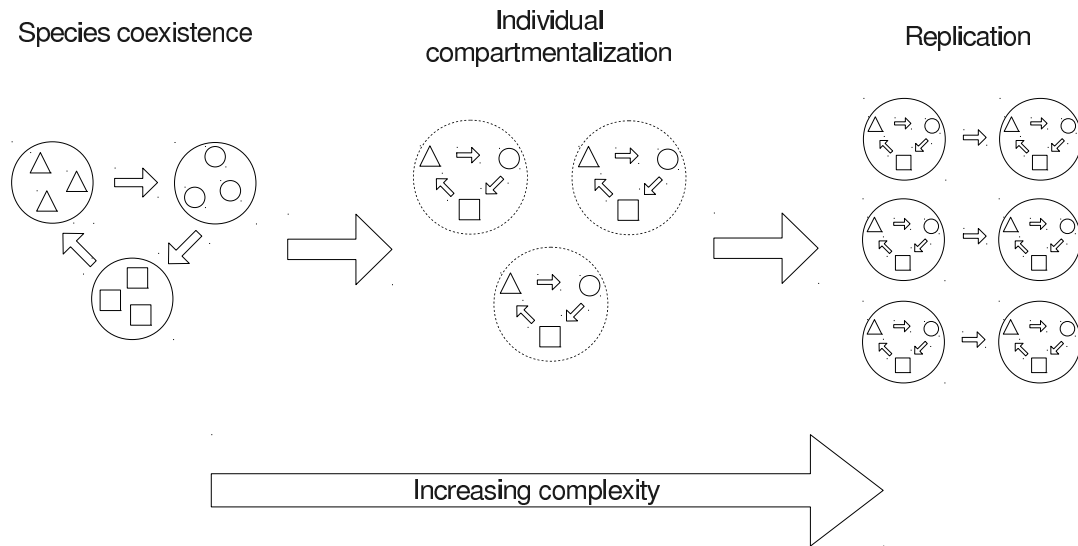 Species coexistence
Individual
compartmentalization
Replication
Increasing complexity